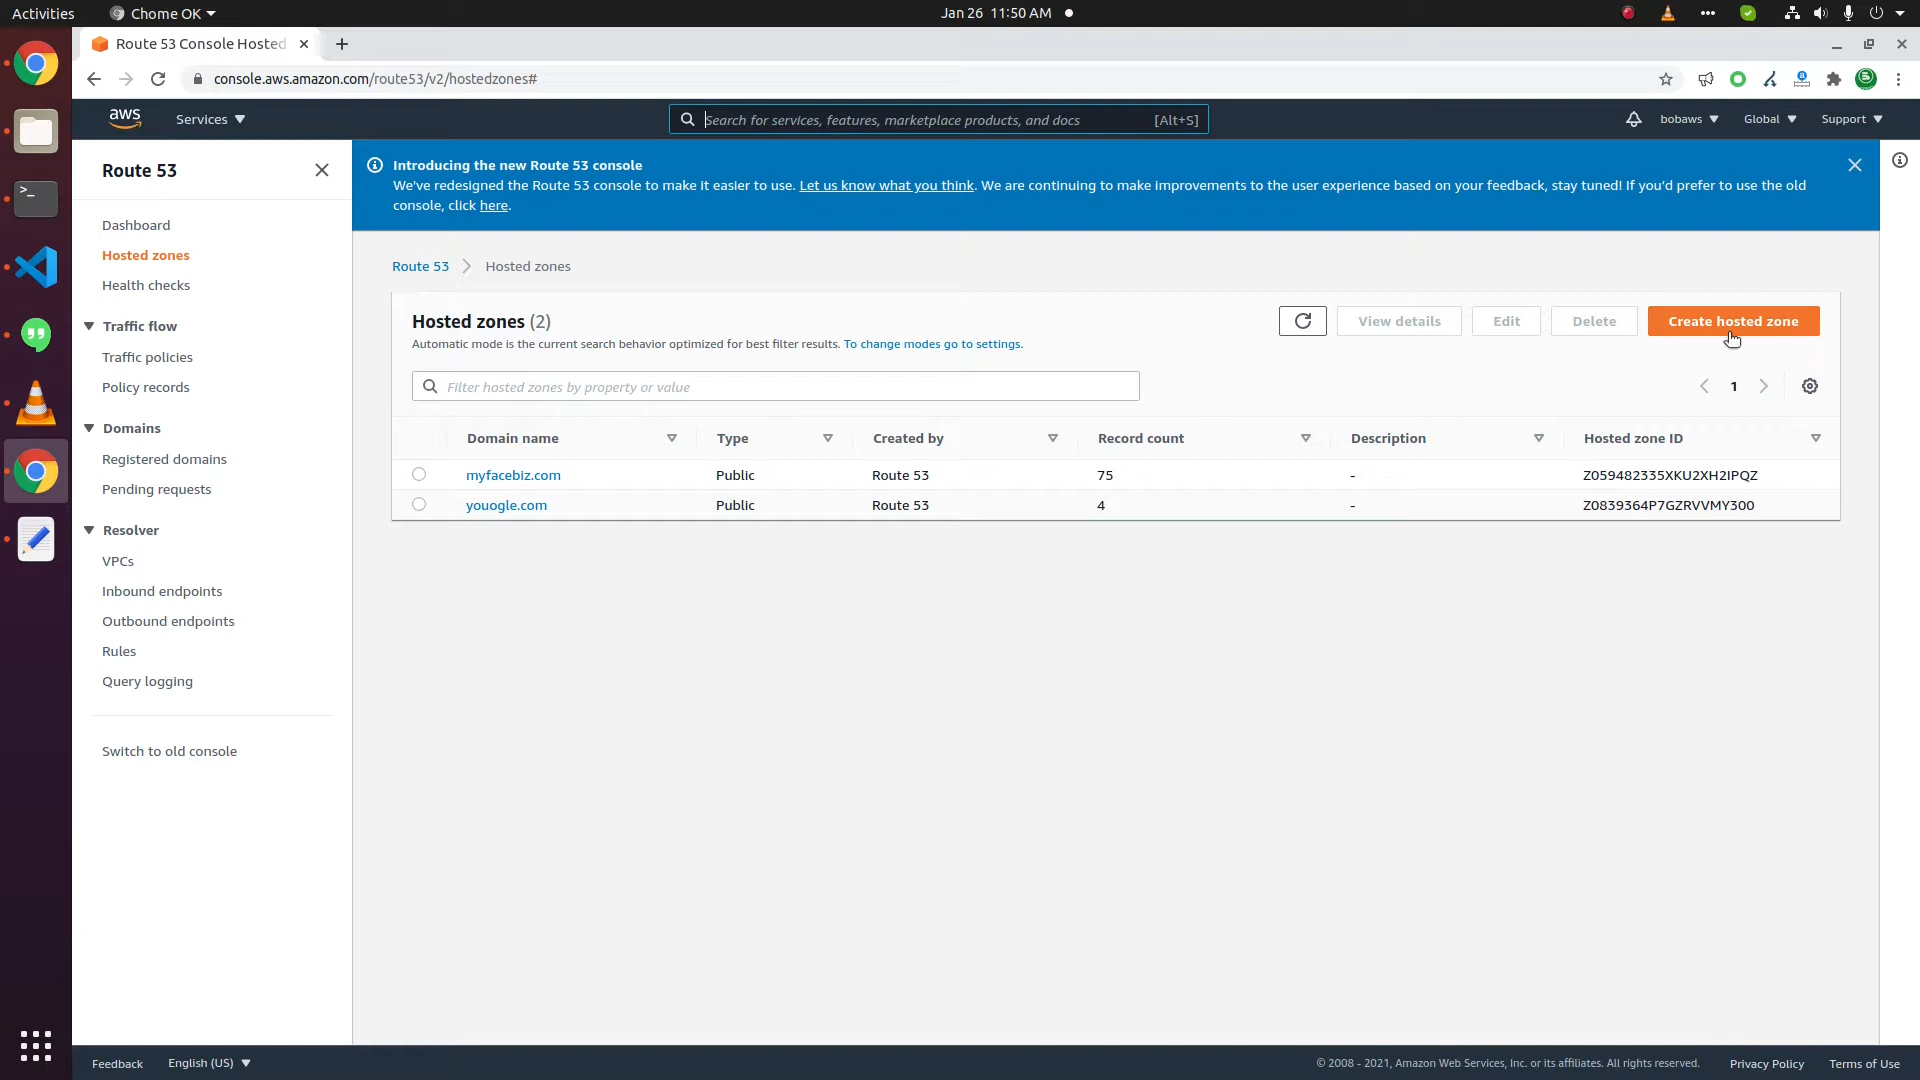 Activities
Chome OK
Jan 26 11:50 AM
Route 53 Console Hosted
console.aws.amazon.com/route53/v2/hostedzones#
aws
Services
Search for services, features, marketplace products, and docs
[Alt+S]
bobaws
Global
Support
Route 53
Dashboard
Hosted zones
Health checks
Traffic flow
Traffic policies
Policy records
Domains
Registered domains
Pending requests
Resolver
VPCs
Inbound endpoints
Outbound endpoints
Rules
Query logging
Switch to old console
Introducing the new Route 53 console
We've redesigned the Route 53 console to make it easier to use. Let us know what you think. We are continuing to make improvements to the user experience based on your feedback, stay tuned! If you'd prefer to use the old
console, click here.
Route 53 > Hosted zones
Hosted zones (2)
Automatic mode is the current search behavior optimized for best filter results. To change modes go to settings.
View details
Edit
Delete
Create hosted zone
Filter hosted zones by property or value
1
Domain name Type Created by Record count Description Hosted zone ID
myfacebiz.com Public Route 53 75 - Z059482335XKU2XH2IPQZ
youogle.com Public Route 53 4 - Z0839364P7GZRVVMY300
Feedback
English (US)
© 2008 - 2021, Amazon Web Services, Inc. or its affiliates. All rights reserved.
Privacy Policy
Terms of Use